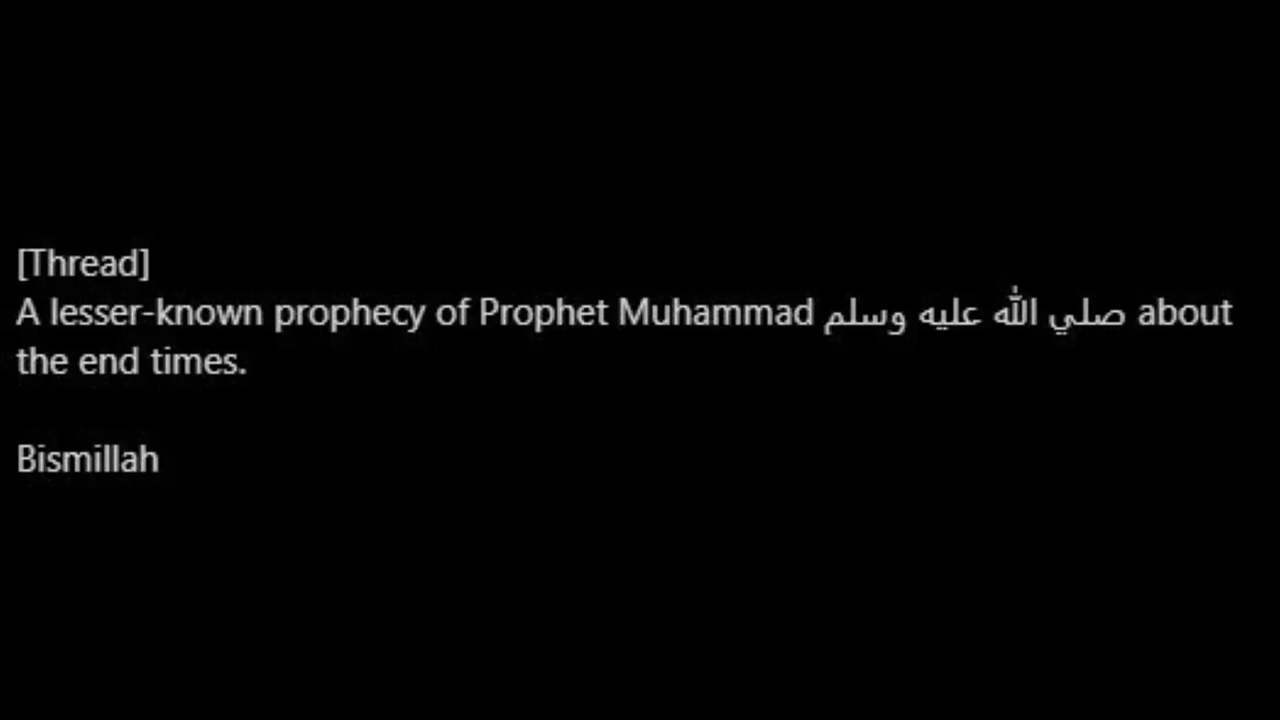 [Thread]
A lesser-known prophecy of Prophet Muhammad صلي الله عليه وسلم about
the end times.
Bismillah